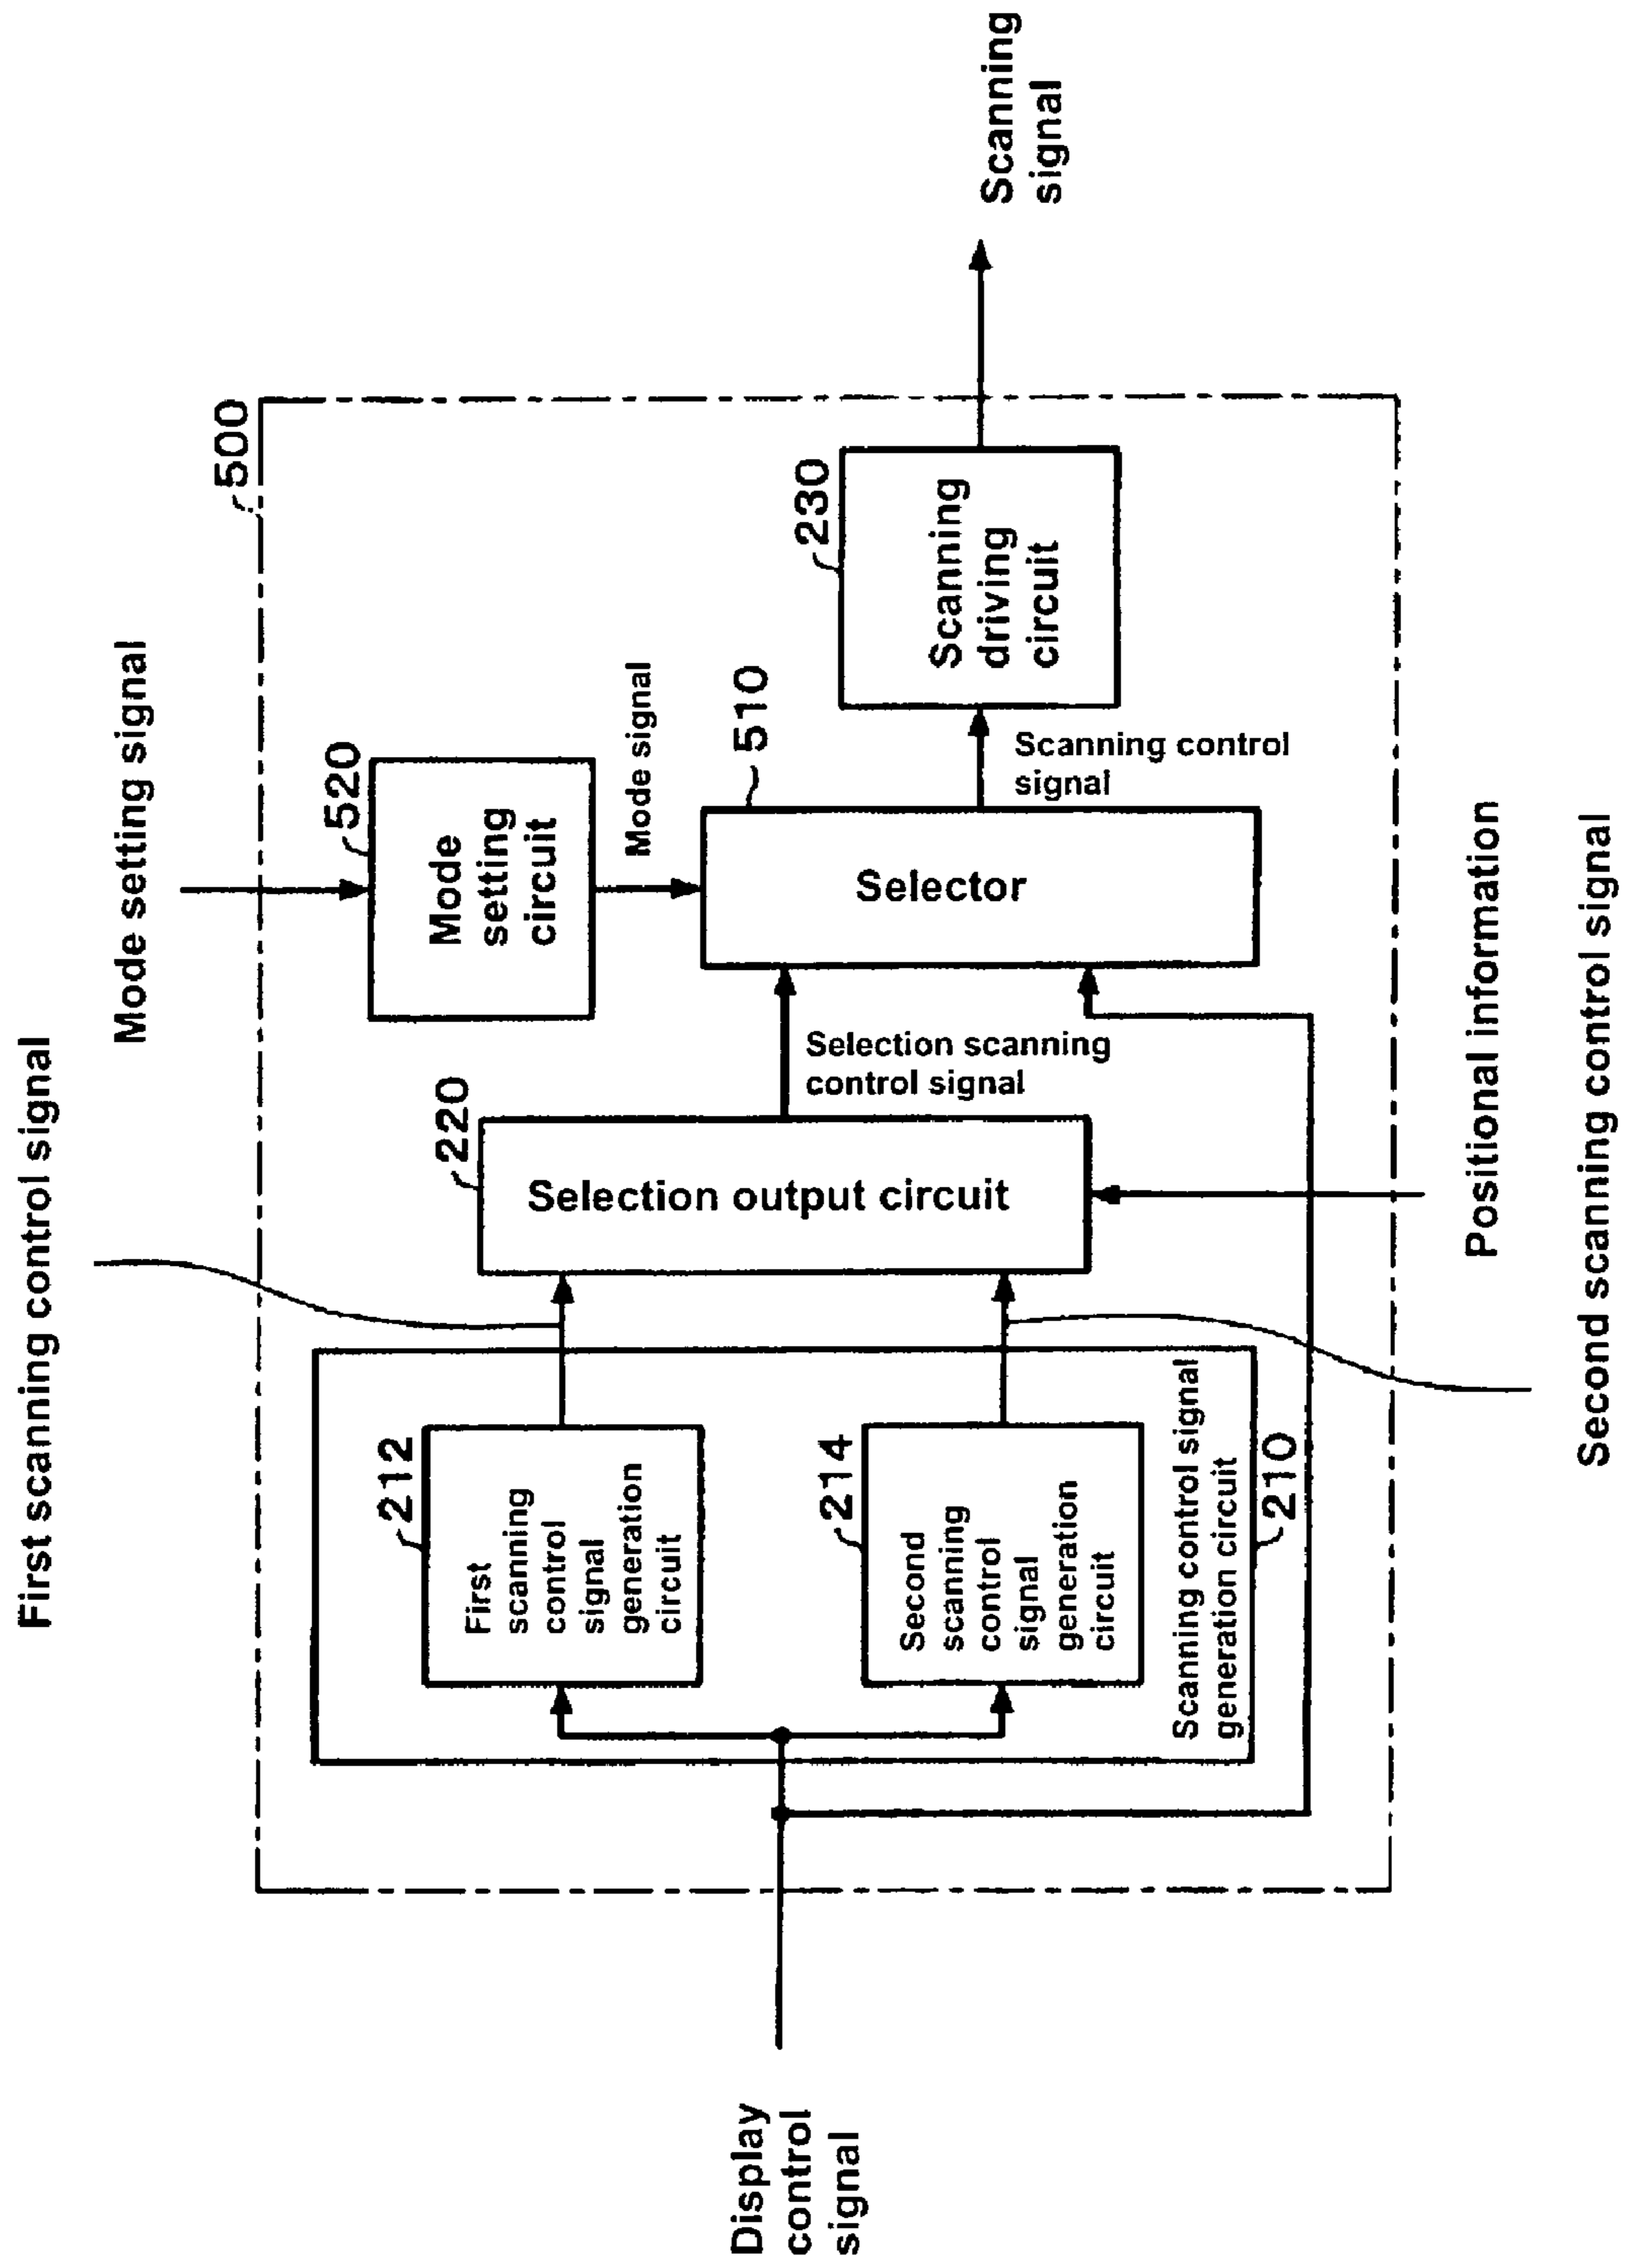 First scanning control signal
Mode setting signal
500
520
Mode
setting
circuit
Mode signal
212
First
scanning
control
signal
generation
circuit
220
Selection output circuit
Selection scanning
control signal
510
Selector
Scanning control
signal
230
Scanning
driving
circuit
Scanning
signal
Display
control
signal
214
Second
scanning
control
signal
generation
circuit
Scanning control signal
generation circuit
210
Positional information
Second scanning control signal